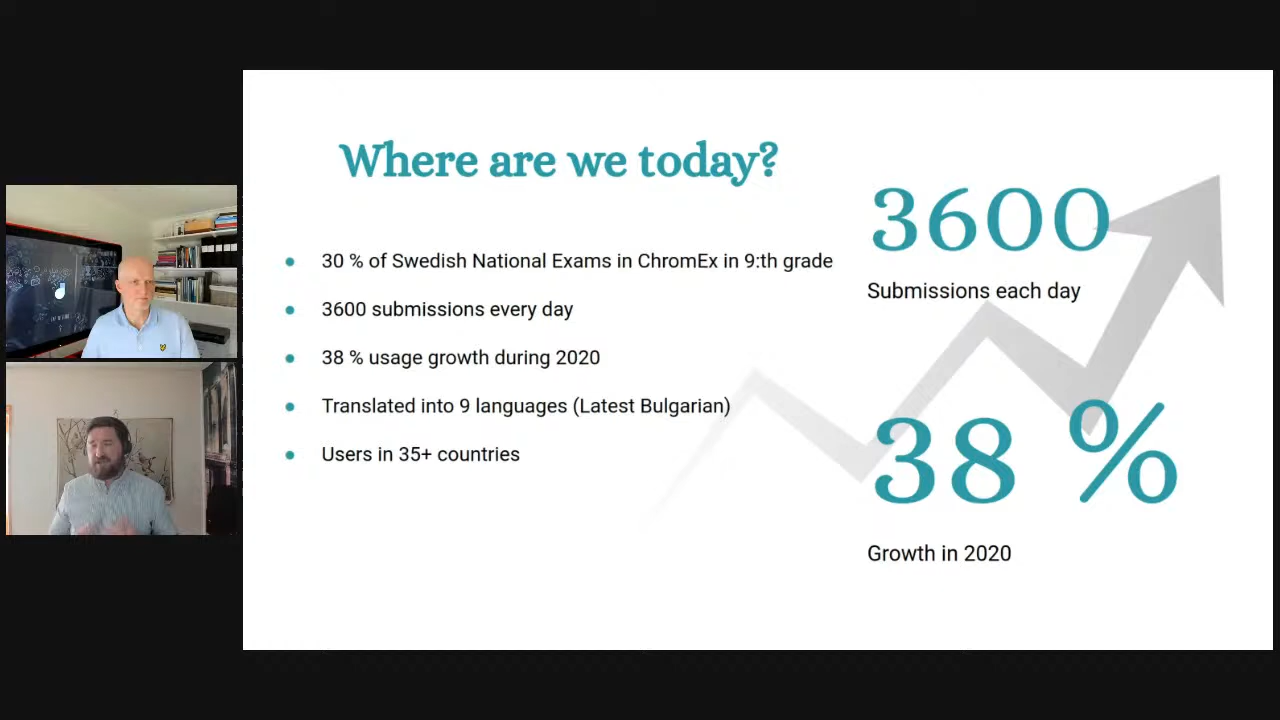 Where are we today?
30 % of Swedish National Exams in ChromEx in 9:th grade
3600 submissions every day
38 % usage growth during 2020
Translated into 9 languages (Latest Bulgarian)
Users in 35+ countries
3600
Submissions each day
38 %
Growth in 2020